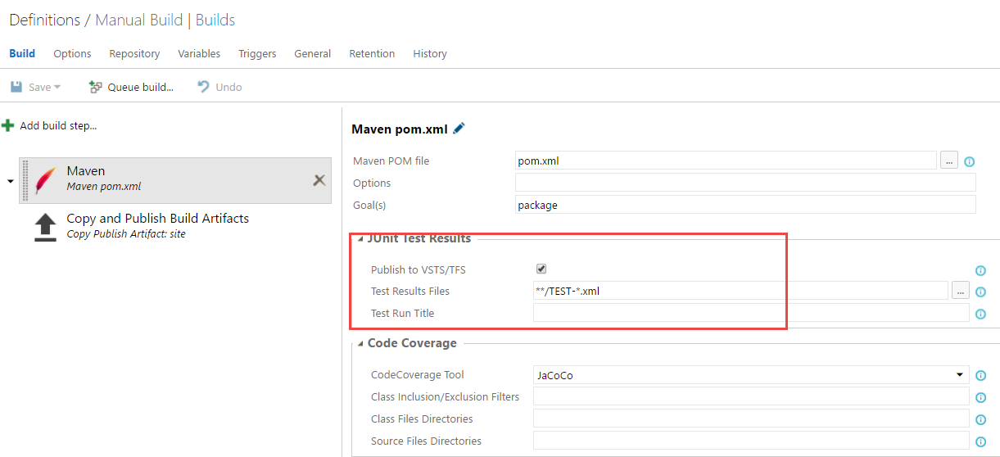 Definitions / Manual Build | Builds
Build Options Repository Variables Triggers General Retention History
Save Queue build... Undo
Add build step...
Maven
Maven pom.xml
Copy and Publish Build Artifacts
Copy Publish Artifact: site
Maven pom.xml
Maven POM file pom.xml ...
Options
Goal(s) package
JUnit Test Results
Publish to VSTS/TFS
Test Results Files **/TEST-*.xml ...
Test Run Title
Code Coverage
CodeCoverage Tool JaCoCo
Class Inclusion/Exclusion Filters
Class Files Directories
Source Files Directories